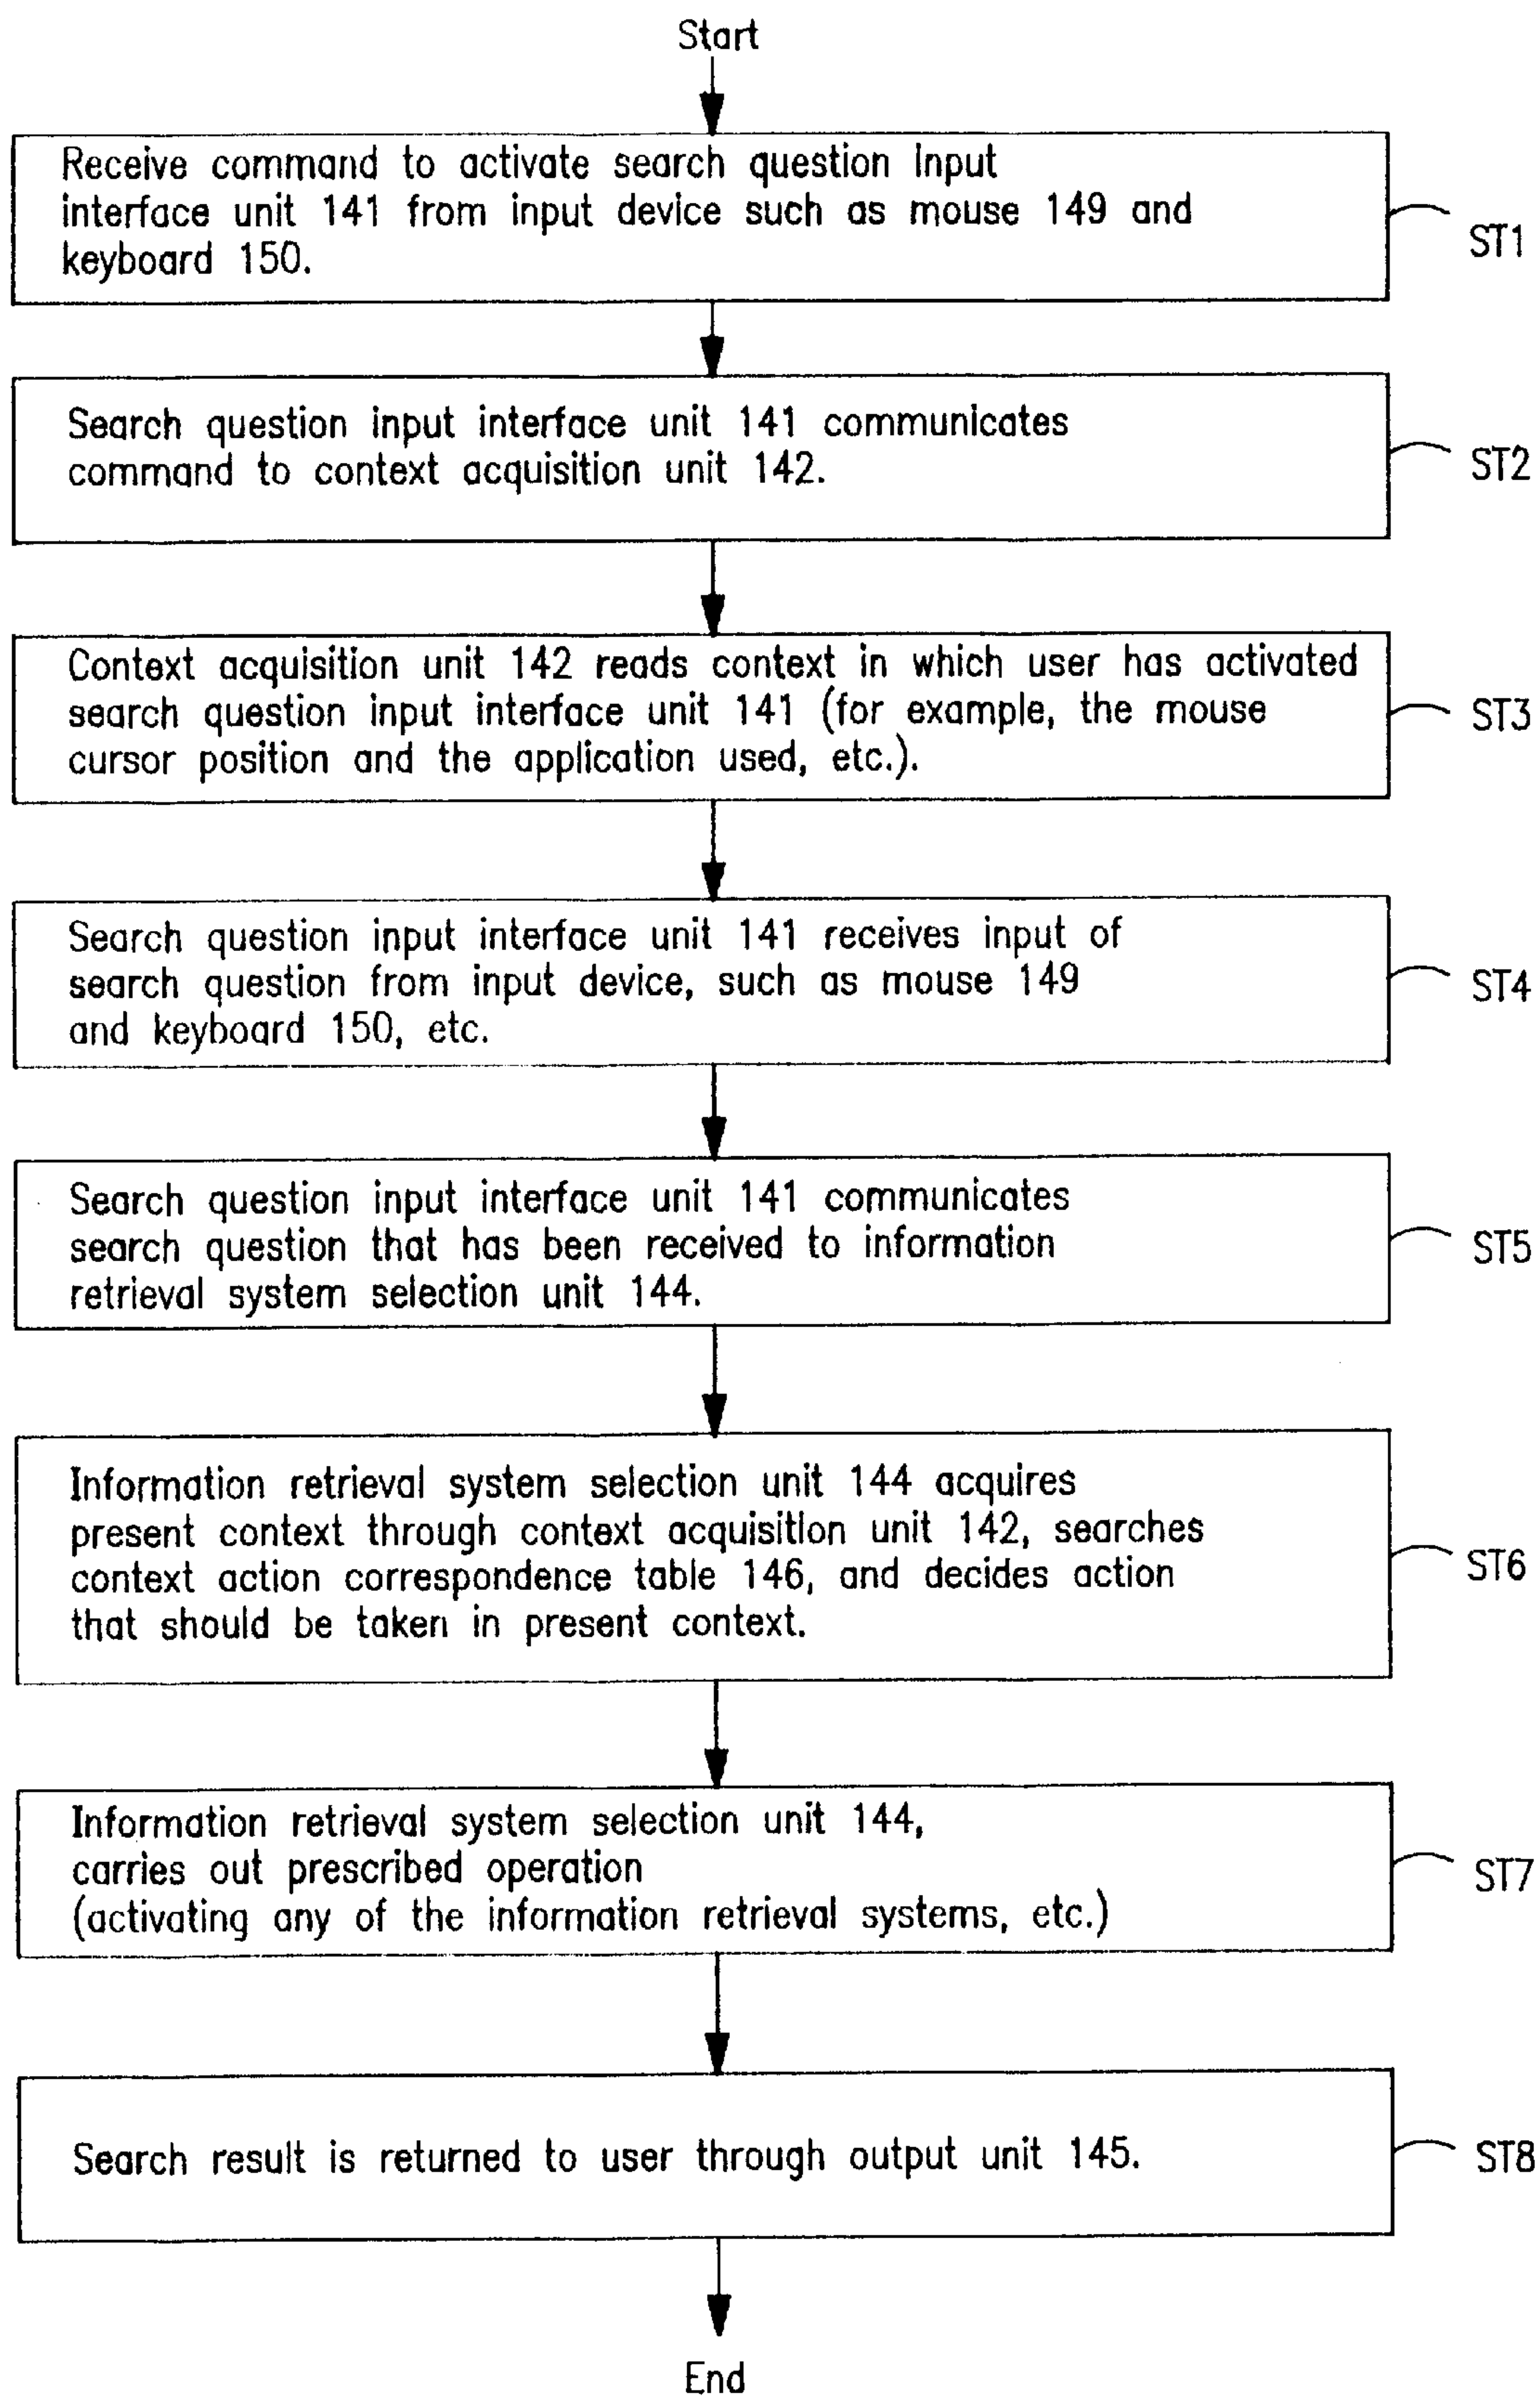 Start
Receive command to activate search question Input
interface unit 141 from input device such as mouse 149 and
keyboard 150.
ST1
Search question input interface unit 141 communicates
command to context acquisition unit 142.
ST2
Context acquisition unit 142 reads context in which user has activated
search question input interface unit 141 (for example, the mouse
cursor position and the application used, etc.).
ST3
Search question input interface unit 141 receives input of
search question from input device, such as mouse 149
and keyboard 150, etc.
ST4
Search question input interface unit 141 communicates
search question that has been received to information
retrieval system selection unit 144.
ST5
Information retrieval system selection unit 144 acquires
present context through context acquisition unit 142, searches
context action correspondence table 146, and decides action
that should be taken in present context.
ST6
Information retrieval system selection unit 144,
carries out prescribed operation
(activating any of the information retrieval systems, etc.)
ST7
Search result is returned to user through output unit 145.
ST8
End